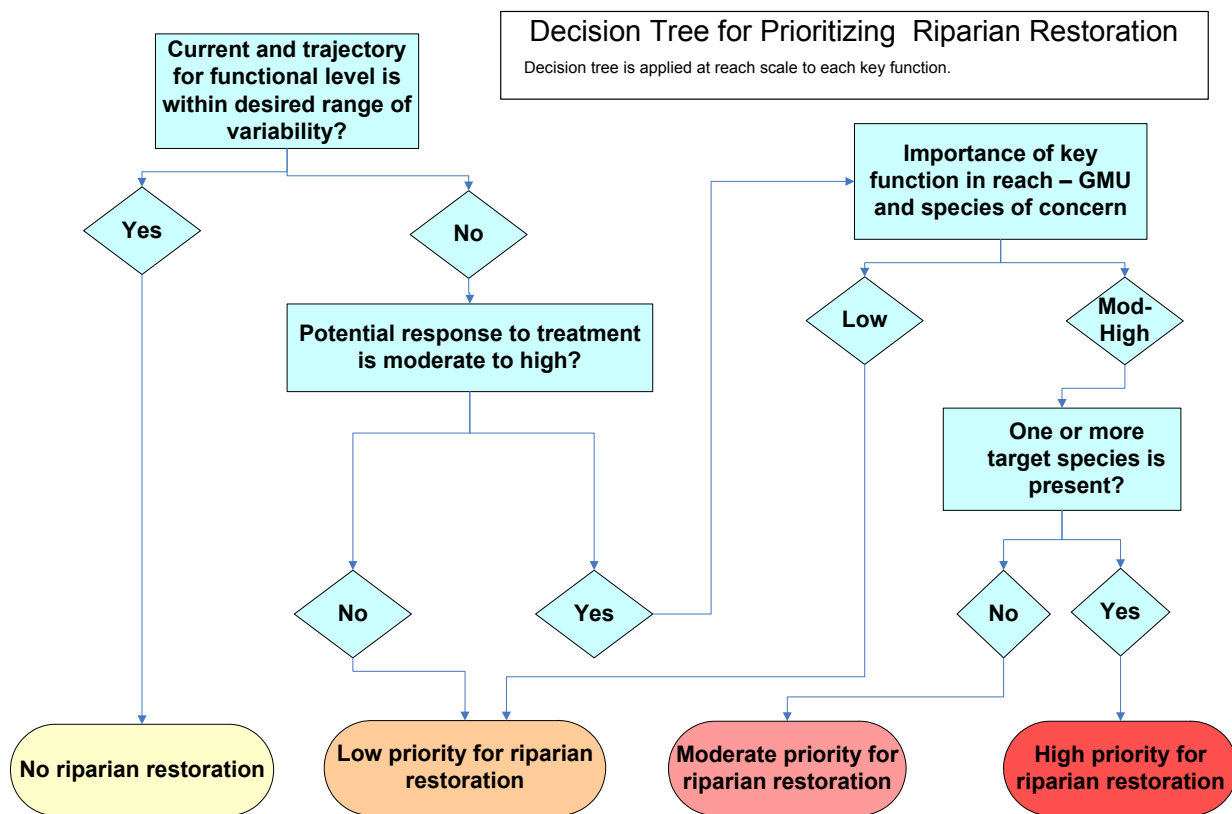 Decision Tree for Prioritizing Riparian Restoration
Decision tree is applied at reach scale to each key function.
Current and trajectory
for functional level is
within desired range of
variability?
Yes
No
Potential response to treatment
is moderate to high?
No
Yes
Importance of key
function in reach – GMU
and species of concern
Low
Mod-
High
One or more
target species is
present?
No
Yes
No riparian restoration
Low priority for riparian
restoration
Moderate priority for
riparian restoration
High priority for
riparian restoration